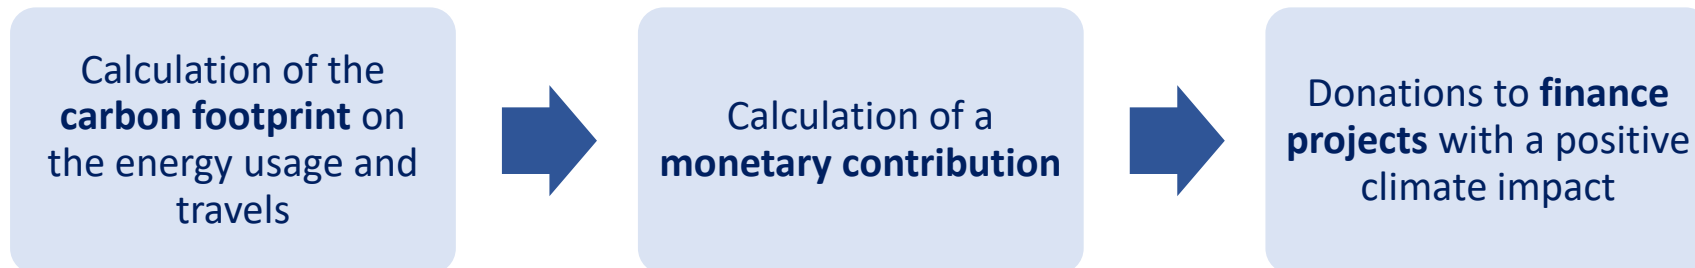 Calculation of the
carbon footprint on
the energy usage and
travels
Calculation of a
monetary contribution
Donations to finance
projects with a positive
climate impact